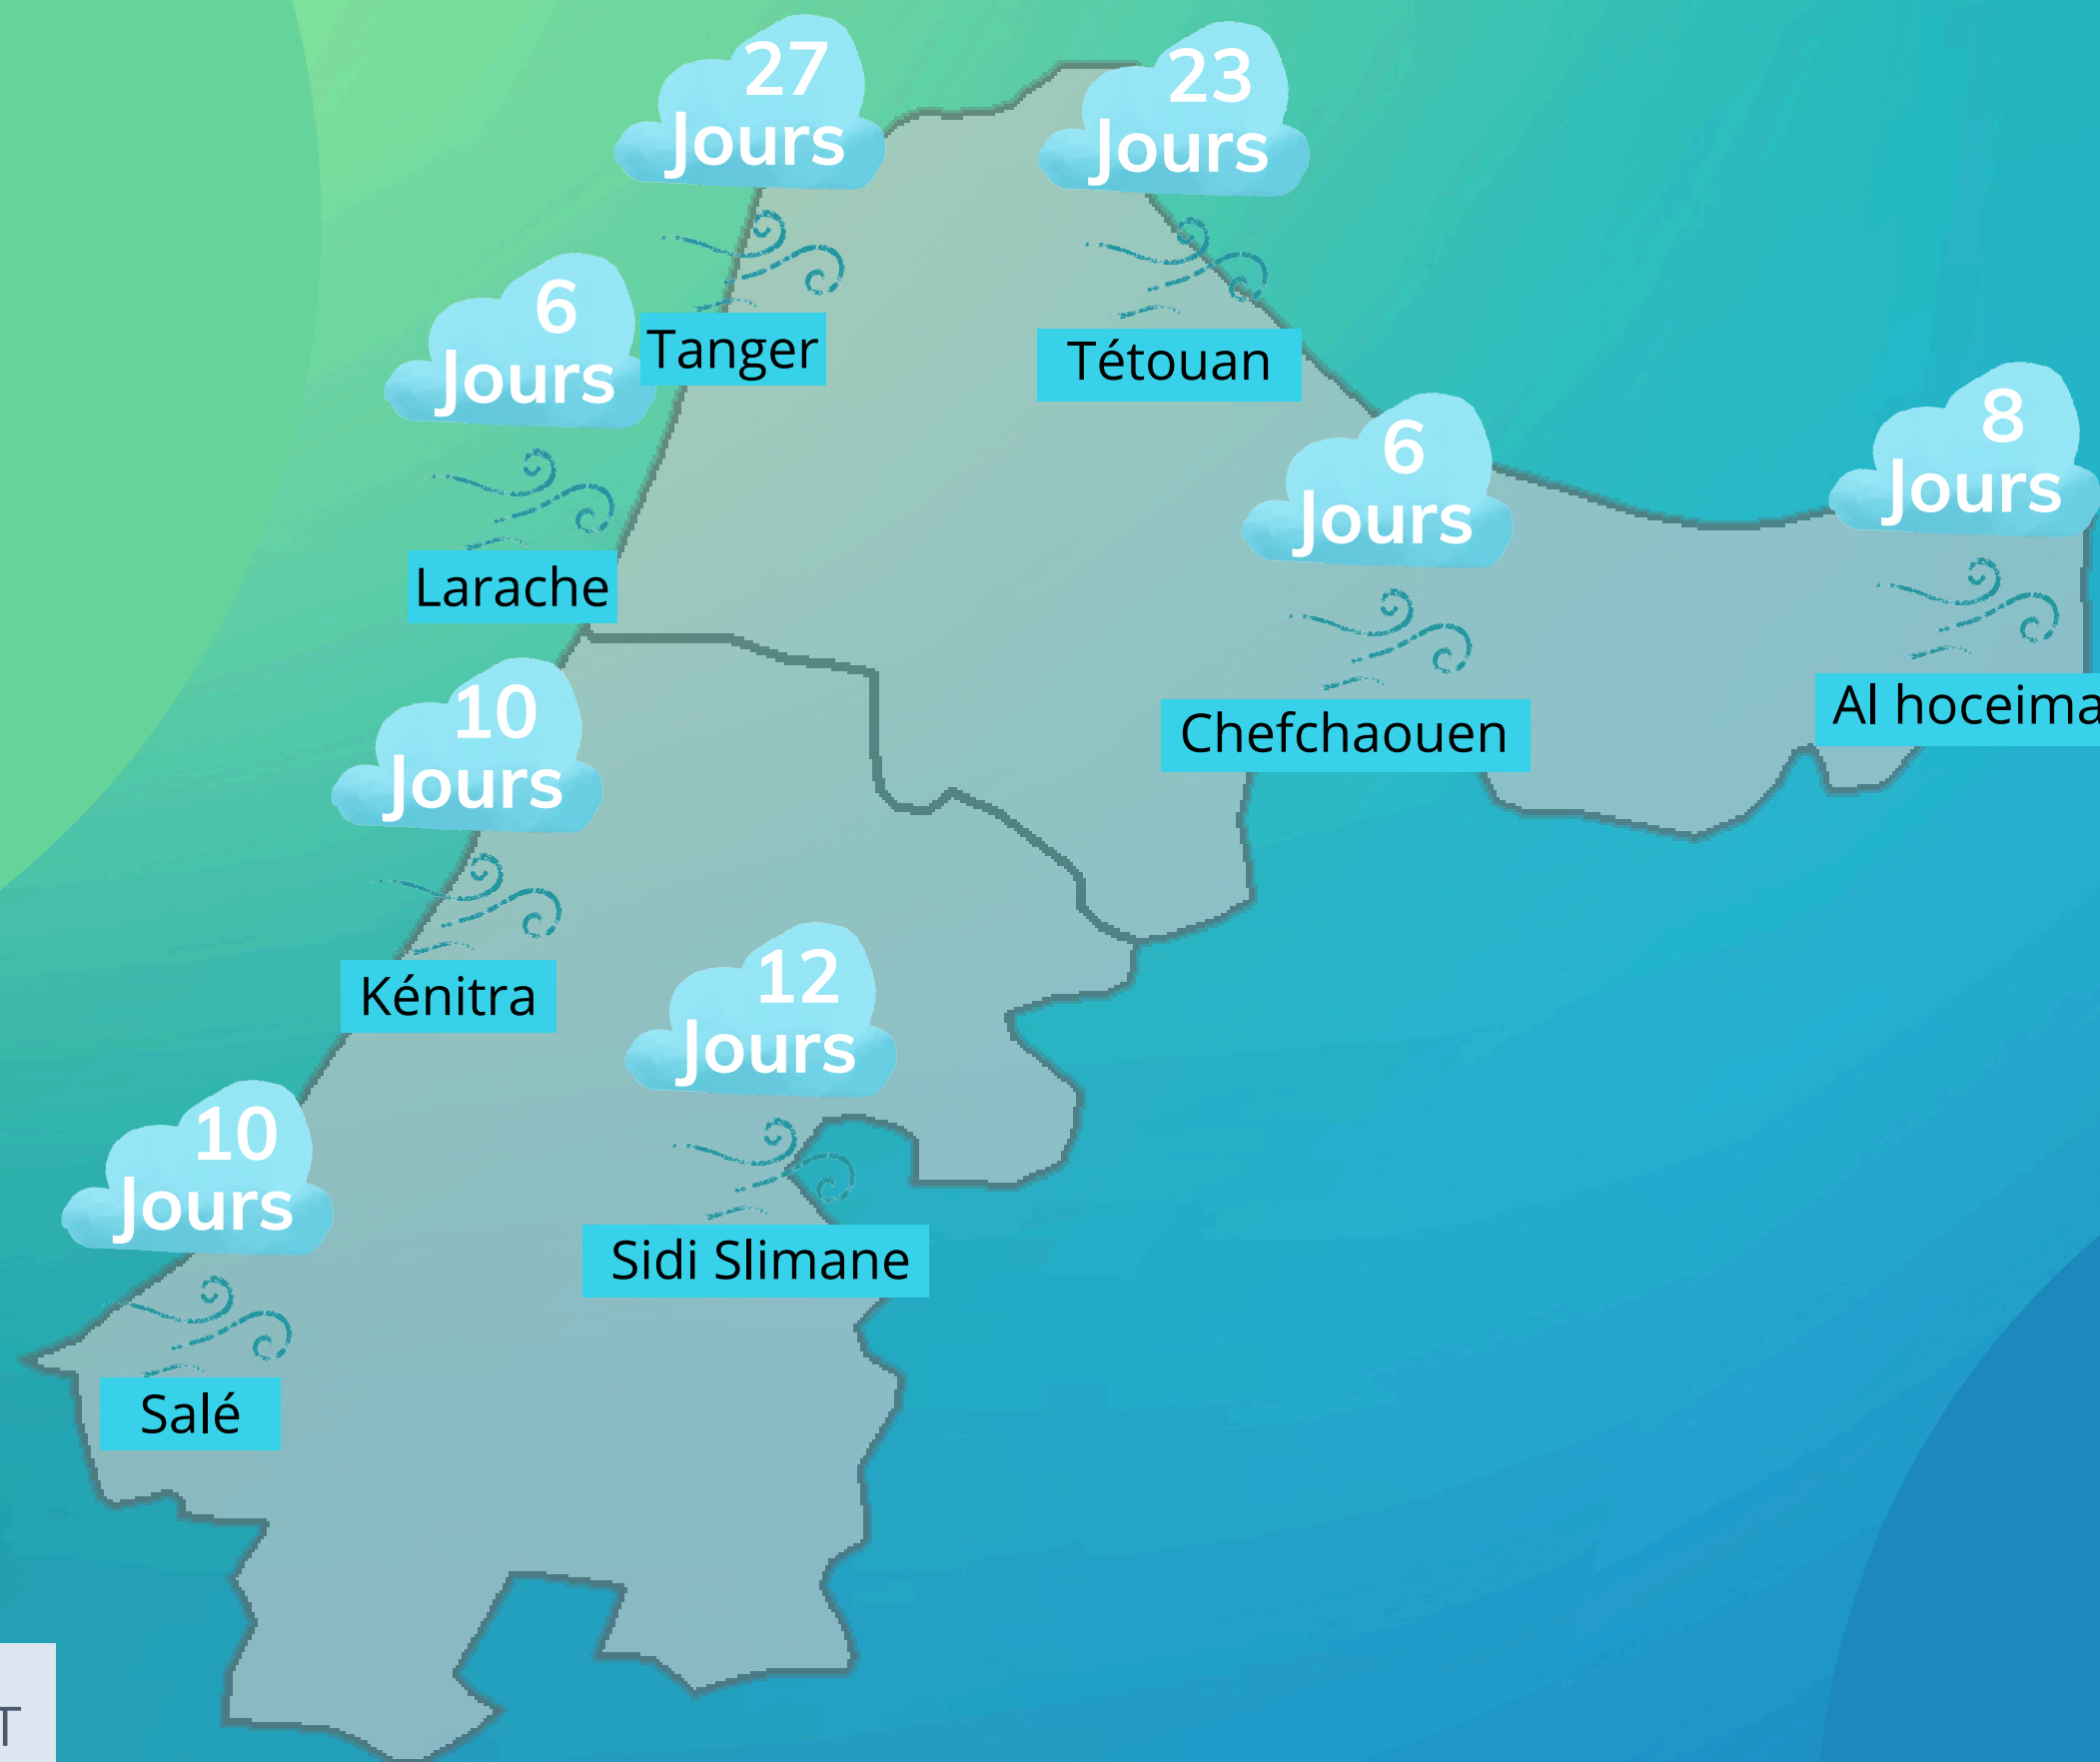 27
Jours
Tanger
23
Jours
Tétouan
6
Jours
Larache
6
Jours
Chefchaouen
8
Jours
Al hoceima
10
Jours
Kénitra
12
Jours
Sidi Slimane
10
Jours
Salé
T